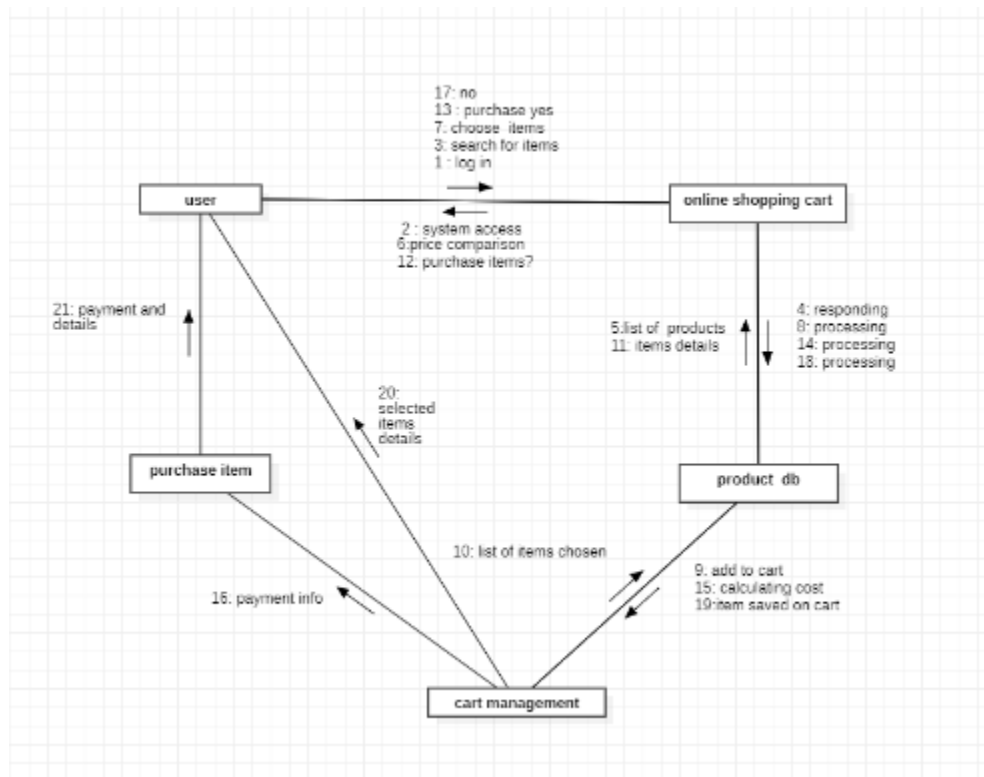 17: no
13 : purchase yes
7: choose items
3: search for items
1 : log in
user
online shopping cart
2 : system access
6:price comparison
12: purchase items?
21: payment and
details
5:list of products
11: items details
4: responding
8: processing
14: processing
18: processing
20:
selected
items
details
purchase item
product db
10: list of items chosen
9: add to cart
15: calculating cost
19:item saved on cart
16: payment info
cart management